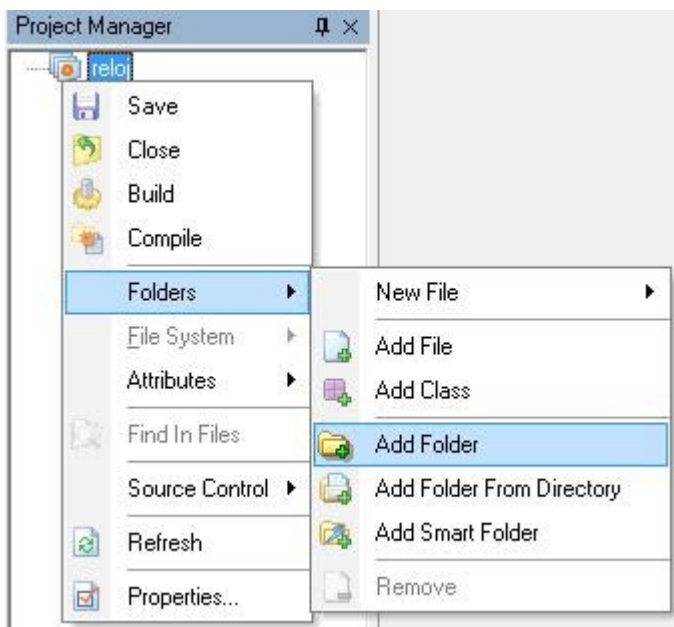 Project Manager
reloj
Save
Close
Build
Compile
Folders
File System
Attributes
Find In Files
Source Control
Refresh
Properties...
New File
Add File
Add Class
Add Folder
Add Folder From Directory
Add Smart Folder
Remove